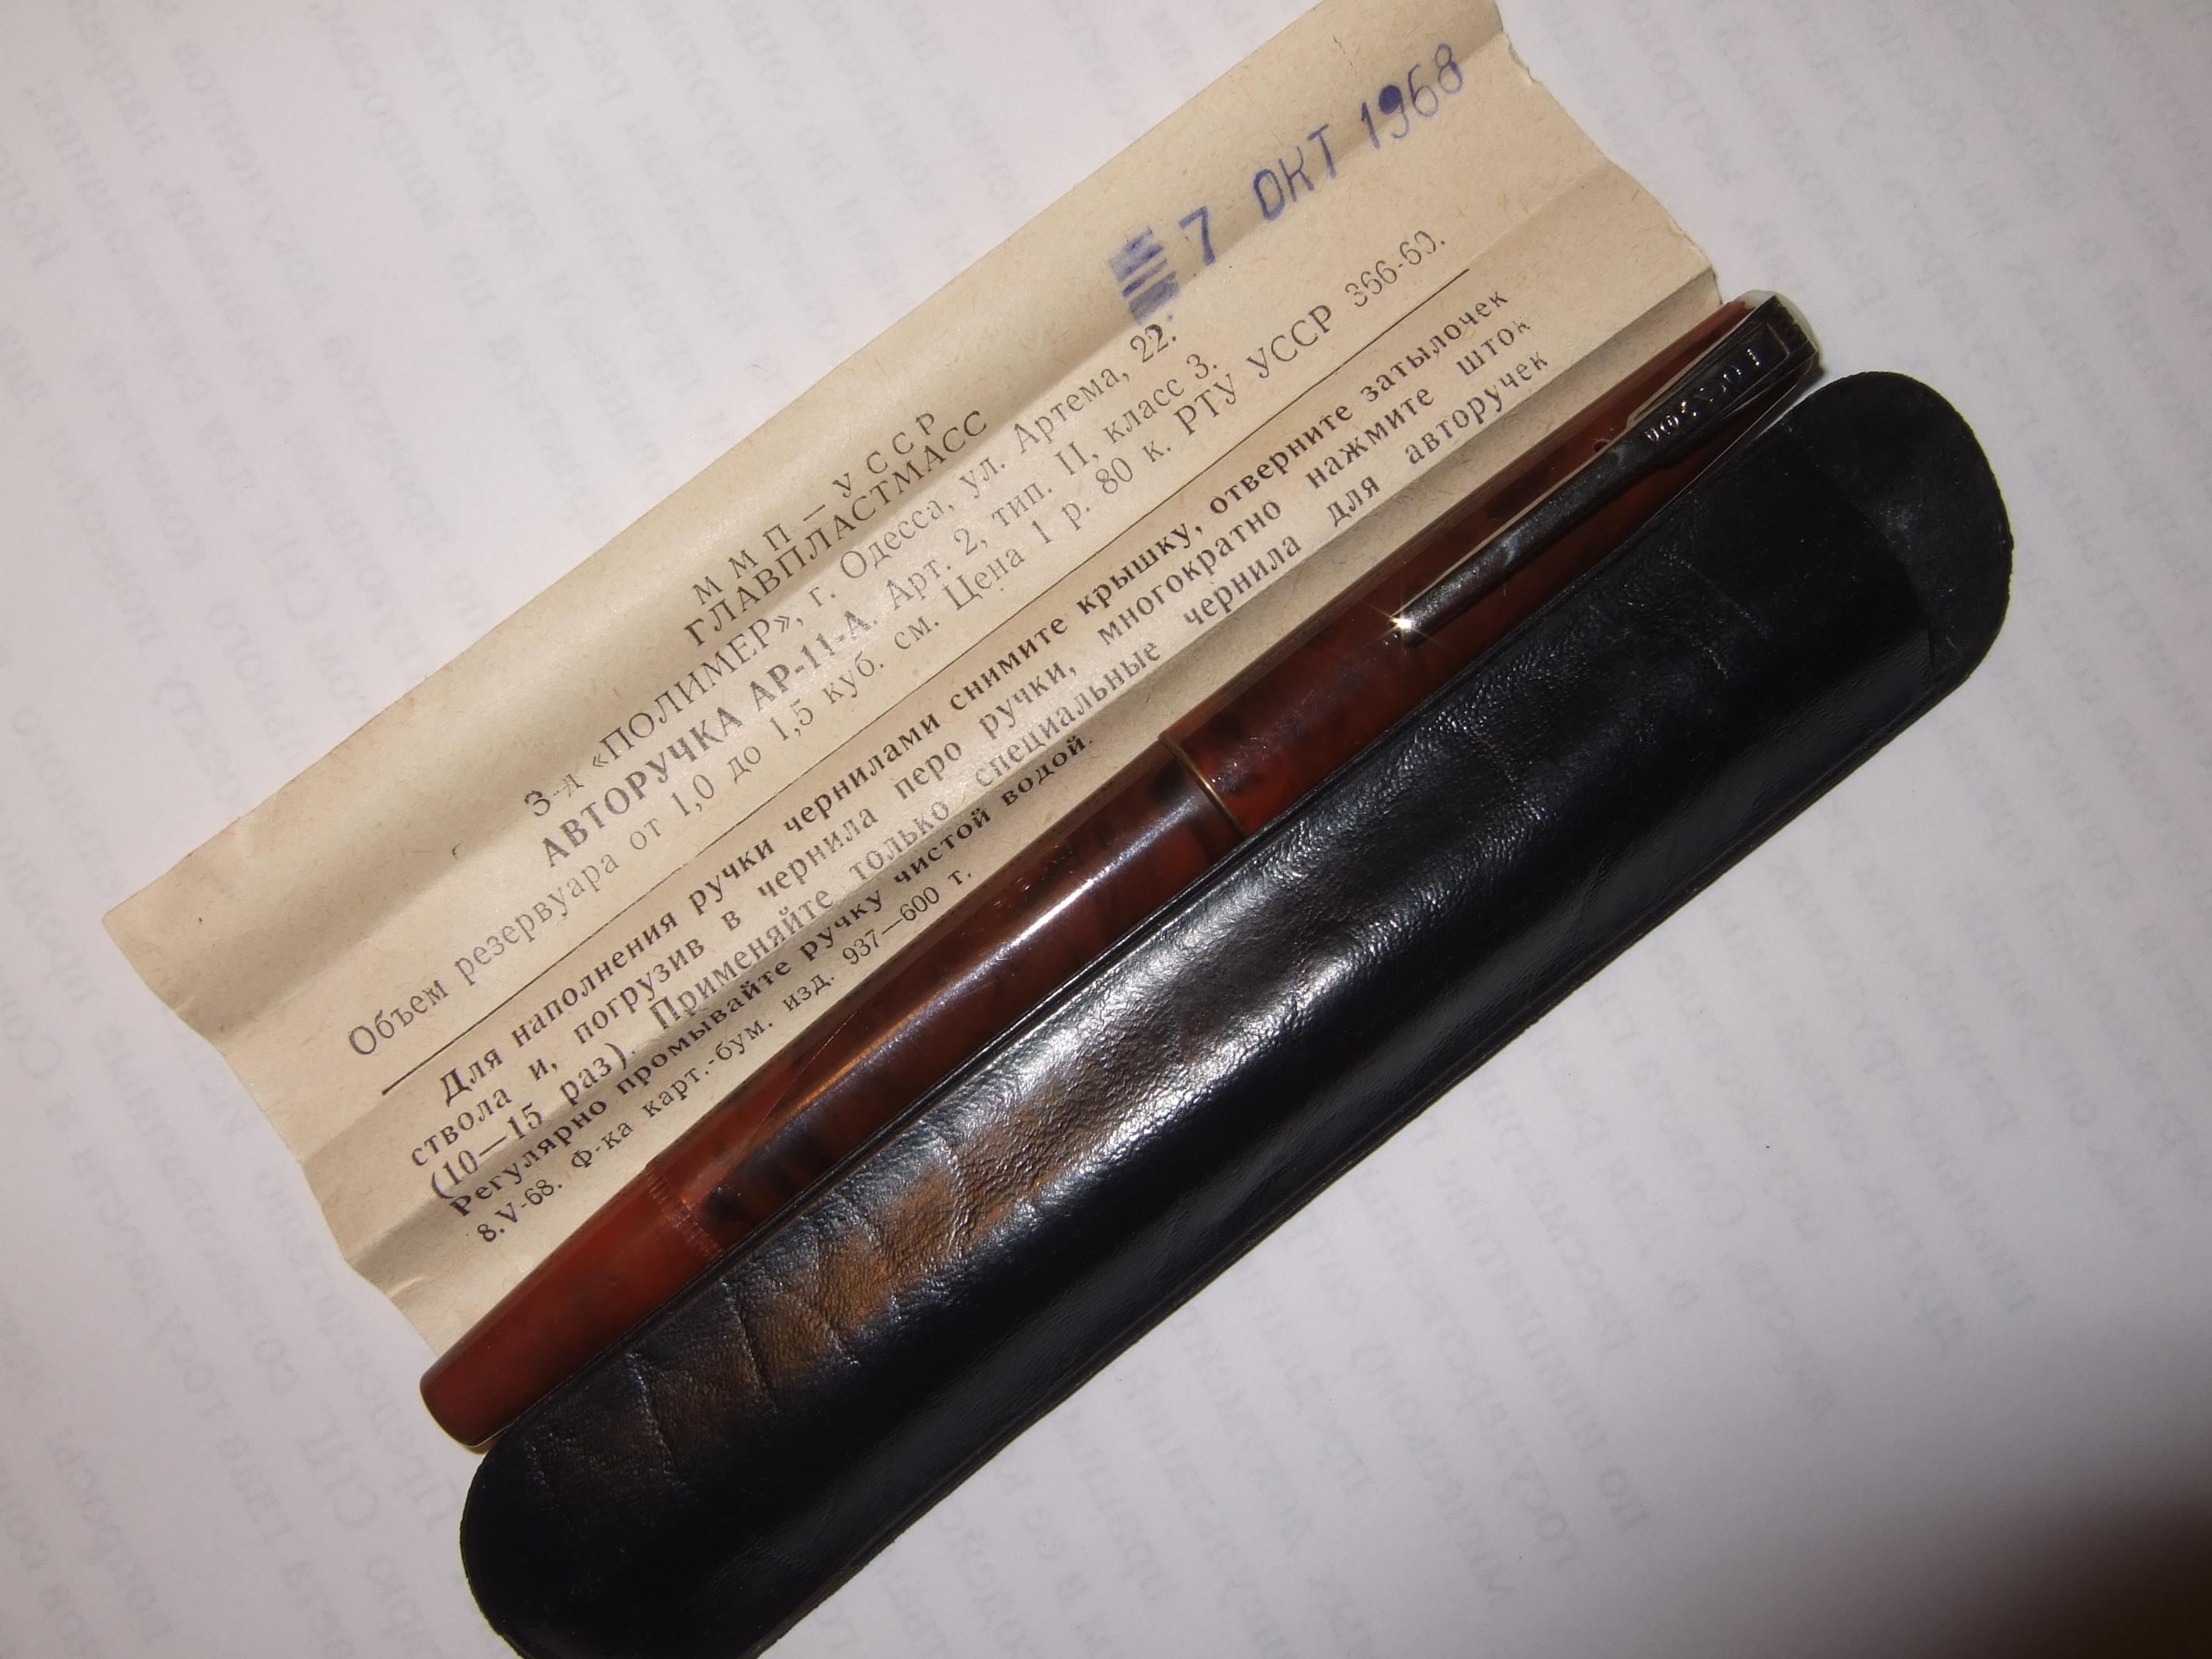 7 ОКТ 1968
ММП — УССР
ГЛАВПЛАСТМАСС
З-д «ПОЛИМЕР», г. Одесса, ул. Артема, 22.
АВТОРУЧКА АР-11-А. Арт. 2, тип. II, класс 3.
Объем резервуара от 1,0 до 1,5 куб. см. Цена 1 р. 80 к. РТУ УССР 366-60.
Для наполнения ручки чернилами снимите крышку, отверните затылочек
ствола и, погрузив в чернила перо ручки, многократно нажмите шток
(10—15 раз). Применяйте только специальные чернила для авторучек
Регулярно промывайте ручку чистой водой.
8.V-68. Ф-ка карт.-бум. изд. 937—600 т.